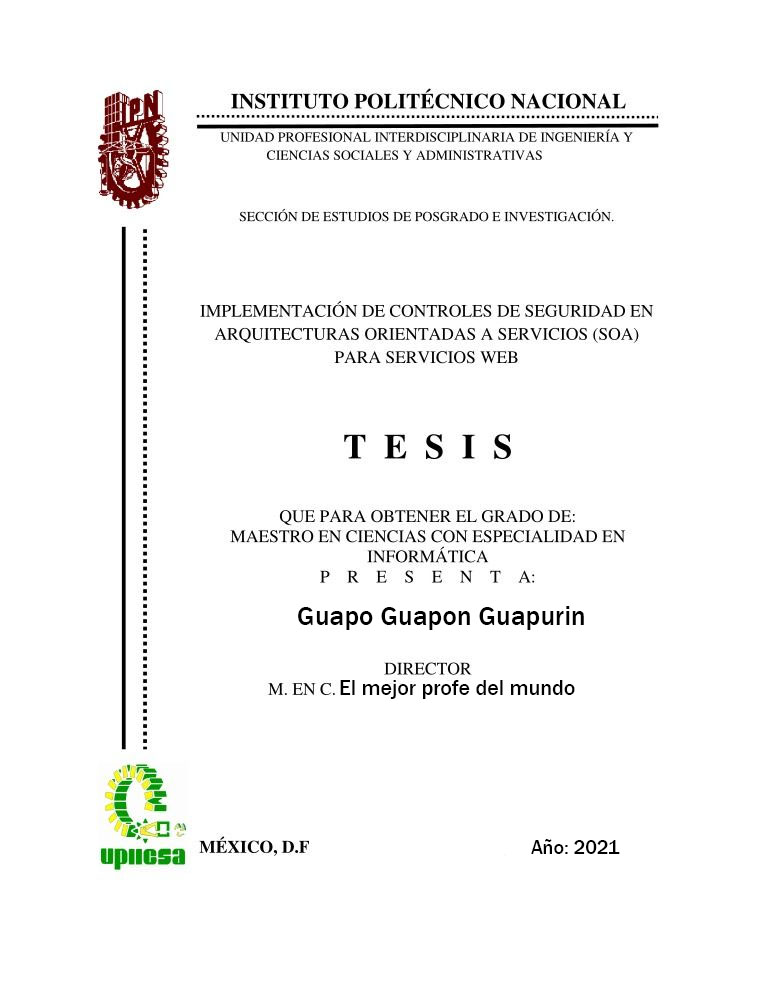 IPN
INSTITUTO POLITÉCNICO NACIONAL
UNIDAD PROFESIONAL INTERDISCIPLINARIA DE INGENIERÍA Y
CIENCIAS SOCIALES Y ADMINISTRATIVAS
SECCIÓN DE ESTUDIOS DE POSGRADO E INVESTIGACIÓN.
IMPLEMENTACIÓN DE CONTROLES DE SEGURIDAD EN
ARQUITECTURAS ORIENTADAS A SERVICIOS (SOA)
PARA SERVICIOS WEB
T E S I S
QUE PARA OBTENER EL GRADO DE:
MAESTRO EN CIENCIAS CON ESPECIALIDAD EN
INFORMÁTICA
P R E S E N T A:
Guapo Guapon Guapurin
DIRECTOR
M. EN C. El mejor profe del mundo
upiicsa
MÉXICO, D.F Año: 2021